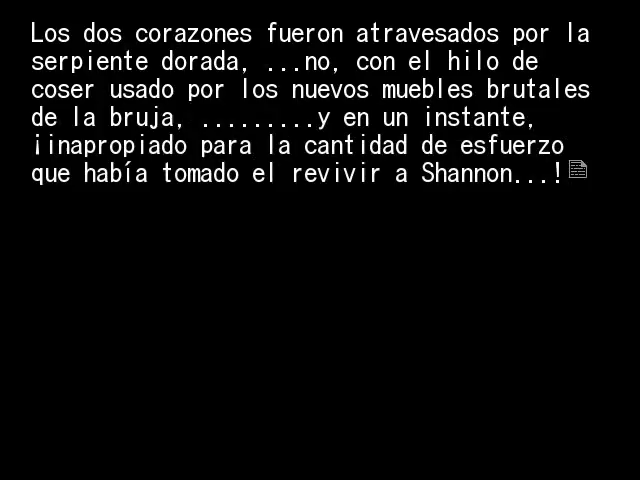 Los dos corazones fueron atravesados por la
serpiente dorada, ...no, con el hilo de
coser usado por los nuevos muebles brutales
de la bruja, .........y en un instante,
¡inapropiado para la cantidad de esfuerzo
que había tomado el revivir a Shannon...!